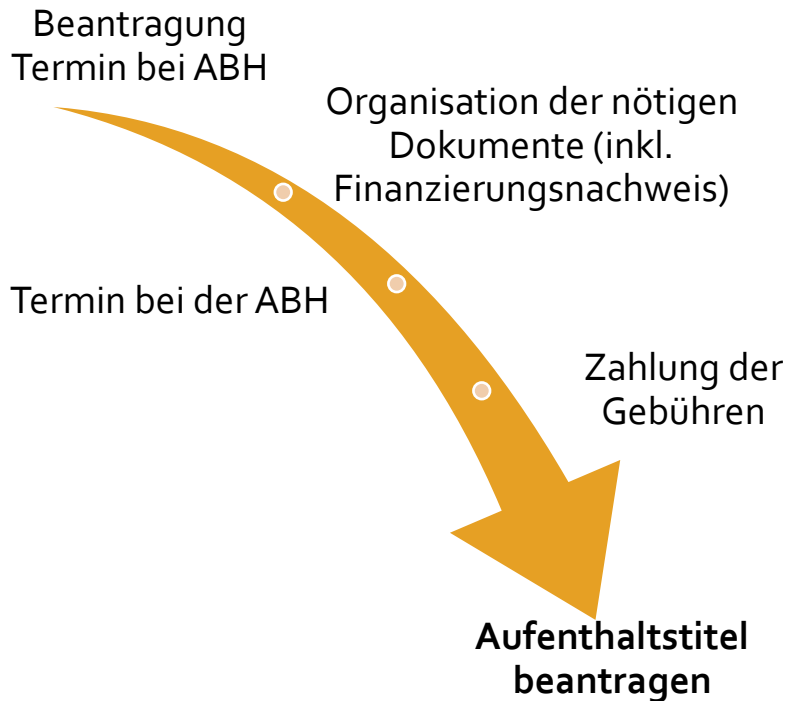 Beantragung
Termin bei ABH
Organisation der nötigen
Dokumente (inkl.
Finanzierungsnachweis)
Termin bei der ABH
Zahlung der
Gebühren
Aufenthaltstitel
beantragen